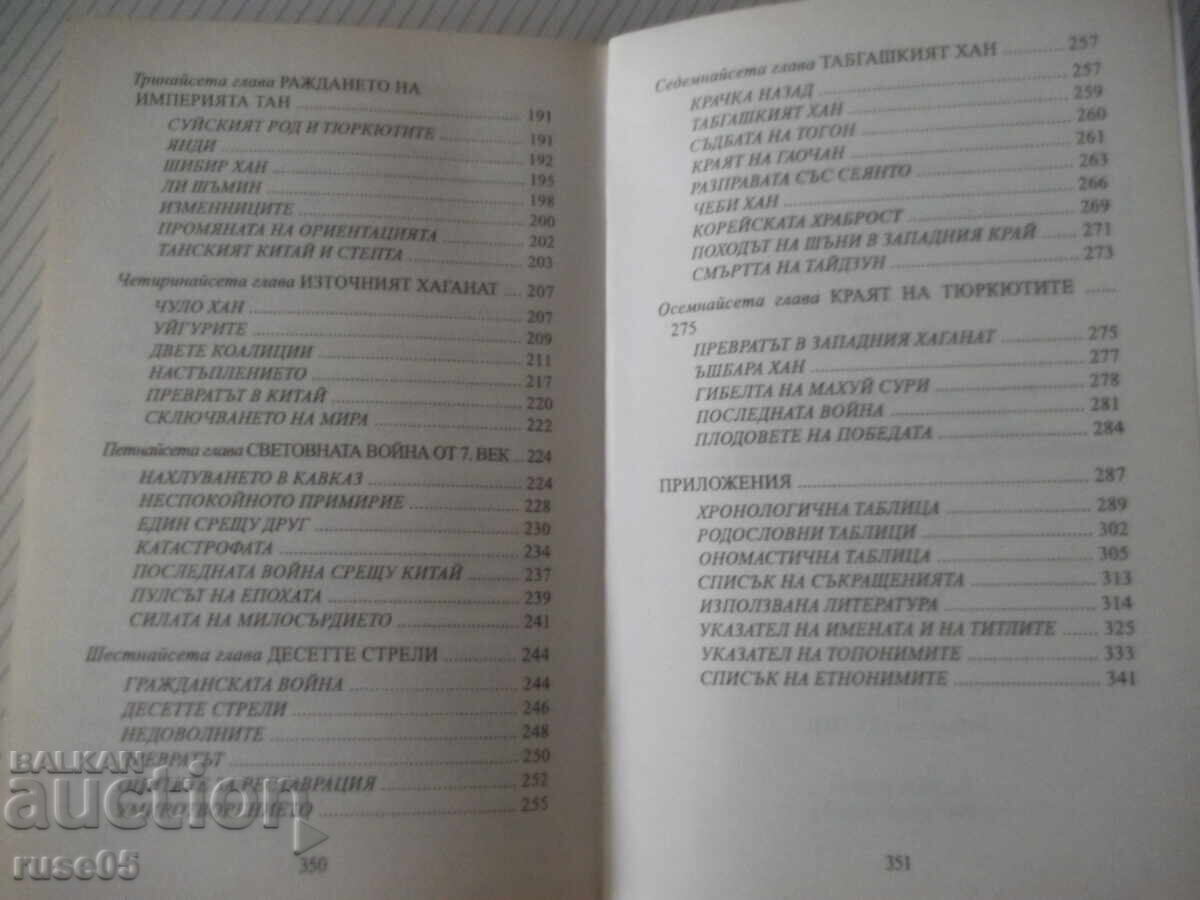 Тринайсета глава РАЖДАНЕТО НА
ИМПЕРИЯТА ТАН ........ 191
СУЙСКИЯТ РОД И ТЮРКЮТИТЕ ........ 191
ЯНДИ ........ 192
ШИБИР ХАН ........ 195
ЛИ ШЪМИН ........ 198
ИЗМЕННИЦИТЕ ........ 200
ПРОМЯНАТА НА ОРИЕНТАЦИЯТА ........ 202
ТАНСКИЯТ КИТАЙ И СТЕПТА ........ 203
Четиринайсета глава ИЗТОЧНИЯТ ХАГАНАТ .... 207
ЧУЛО ХАН ........ 207
УЙГУРИТЕ ........ 209
ДВЕТЕ КОАЛИЦИИ ........ 211
НАСТЪПЛЕНИЕТО ........ 217
ПРЕВРАТЪТ В КИТАЙ ........ 220
СКЛЮЧВАНЕТО НА МИРА ........ 222
Петнайсета глава СВЕТОВНАТА ВОЙНА ОТ 7. ВЕК ... 224
НАХЛУВАНЕТО В КАВКАЗ ........ 224
НЕСПОКОЙНОТО ПРИМИРИЕ ........ 228
ЕДИН СРЕЩУ ДРУГ ........ 230
КАТАСТРОФАТА ........ 234
ПОСЛЕДНАТА ВОЙНА СРЕЩУ КИТАЙ ........ 237
ПУЛСЪТ НА ЕПОХАТА ........ 239
СИЛАТА НА МИЛОСЪРДИЕТО ........ 241
Шестнайсета глава ДЕСЕТТЕ СТРЕЛИ ........ 244
ГРАЖДАНСКАТА ВОЙНА ........ 244
ДЕСЕТТЕ СТРЕЛИ ........ 246
НЕДОВОЛНИТЕ ........ 248
ПРЕВРАТЪТ ........ 250
ОПИТИТЕ ЗА РЕСТАВРАЦИЯ ........ 252
УМИРОТВОРЕНИЕТО ........ 255
350
Седемнайсета глава ТАБГАШКИЯТ ХАН ........ 257
КРАЧКА НАЗАД ........ 257
ТАБГАШКИЯТ ХАН ........ 259
СЪДБАТА НА ТОГОН ........ 260
КРАЯТ НА ГАОЧАН ........ 261
РАЗПРАВАТА СЪС СЕЯНТО ........ 263
ЧЕБИ ХАН ........ 266
КОРЕЙСКАТА ХРАБРОСТ ........ 269
ПОХОДЪТ НА ШЪНИ В ЗАПАДНИЯ КРАЙ ........ 271
СМЪРТТА НА ТАЙДЗУН ........ 273
Осемнайсета глава КРАЯТ НА ТЮРКЮТИТЕ ......
275
ПРЕВРАТЪТ В ЗАПАДНИЯ ХАГАНАТ ........ 275
ЪШБАРА ХАН ........ 277
ГИБЕЛТА НА МАХУЙ СУРИ ........ 278
ПОСЛЕДНАТА ВОЙНА ........ 281
ПЛОДОВЕТЕ НА ПОБЕДАТА ........ 284
ПРИЛОЖЕНИЯ ........ 287
ХРОНОЛОГИЧНА ТАБЛИЦА ........ 289
РОДОСЛОВНИ ТАБЛИЦИ ........ 302
ОНОМАСТИЧНА ТАБЛИЦА ........ 305
СПИСЪК НА СЪКРАЩЕНИЯТА ........ 313
ИЗПОЛЗВАНА ЛИТЕРАТУРА ........ 314
УКАЗАТЕЛ НА ИМЕНАТА И НА ТИТЛИТЕ ........ 325
УКАЗАТЕЛ НА ТОПОНИМИТЕ ........ 333
СПИСЪК НА ЕТНОНИМИТЕ ........ 341
351
BALKAN
auction
ruse05